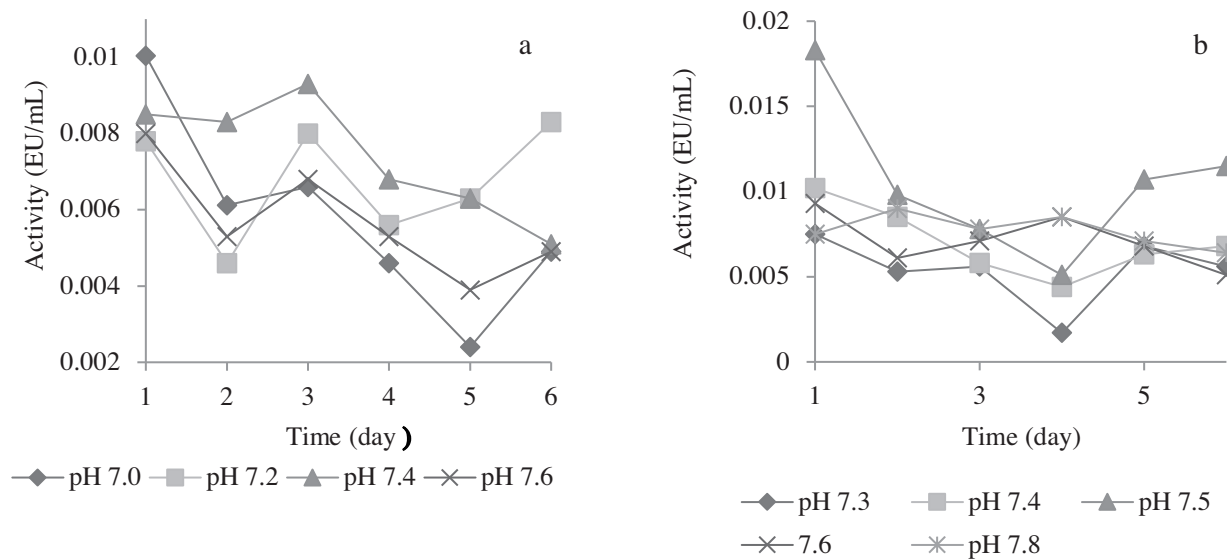 a
Activity (EU/mL)
0.01
0.008
0.006
0.004
0.002
1 2 3 4 5 6
Time (day)
pH 7.0 pH 7.2 pH 7.4 pH 7.6
b
Activity (EU/mL)
0.02
0.015
0.01
0.005
0
1 3 5
Time (day)
pH 7.3 pH 7.4 pH 7.5
7.6 pH 7.8